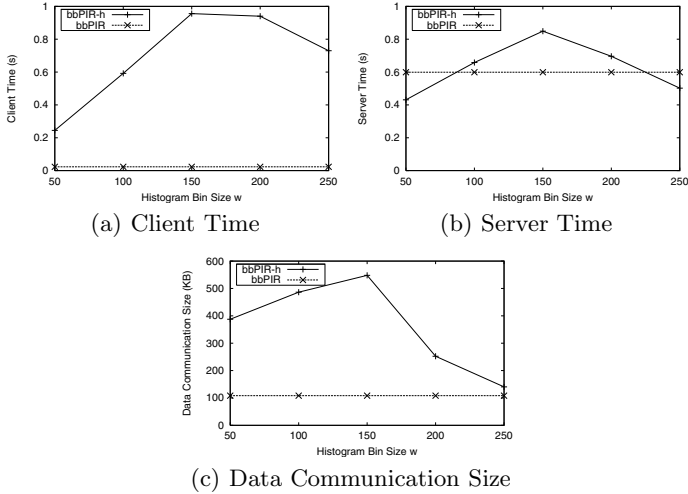 bbPIR-h
bbPIR
Client Time (s)
0
0.2
0.4
0.6
0.8
1
50
100
150
200
250
Histogram Bin Size w
(a) Client Time
bbPIR-h
bbPIR
Server Time (s)
0
0.2
0.4
0.6
0.8
1
50
100
150
200
250
Histogram Bin Size w
(b) Server Time
bbPIR-h
bbPIR
Data Communication Size (KB)
0
100
200
300
400
500
600
50
100
150
200
250
Histogram Bin Size w
(c) Data Communication Size